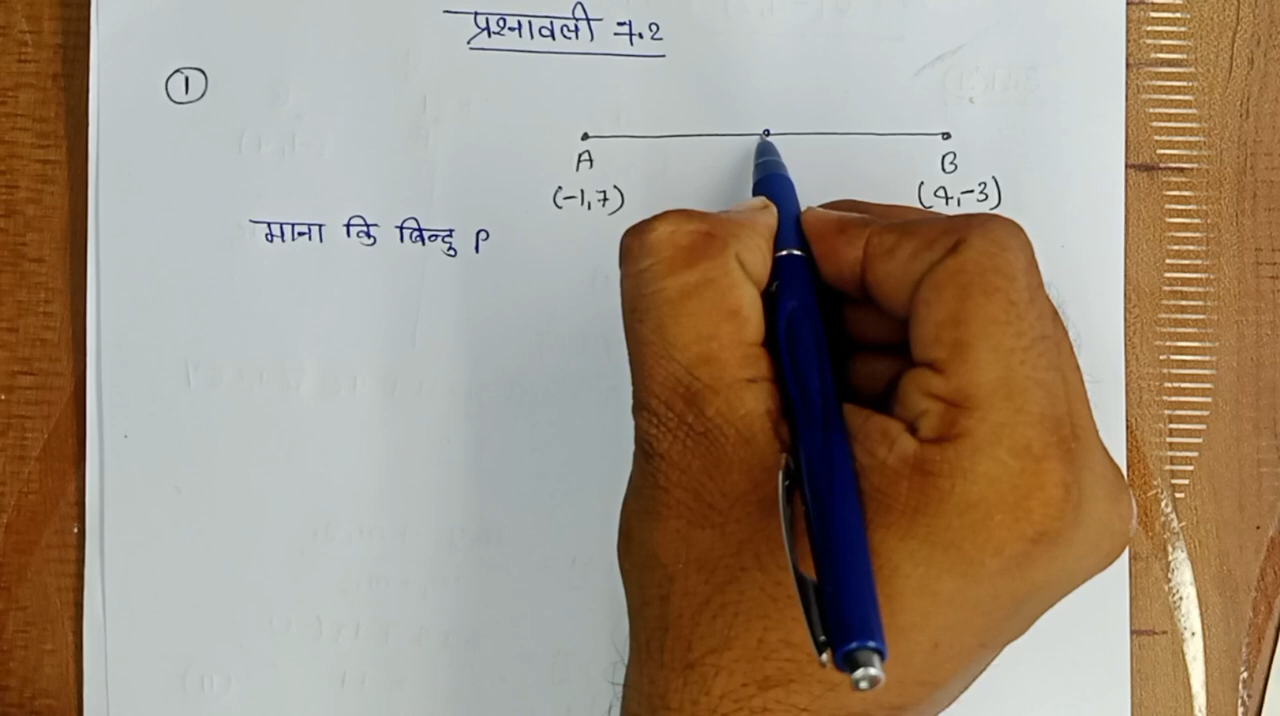 प्रश्नावली 7.2
1
A B
(-1,7) (4,-3)
माना कि बिन्दु P